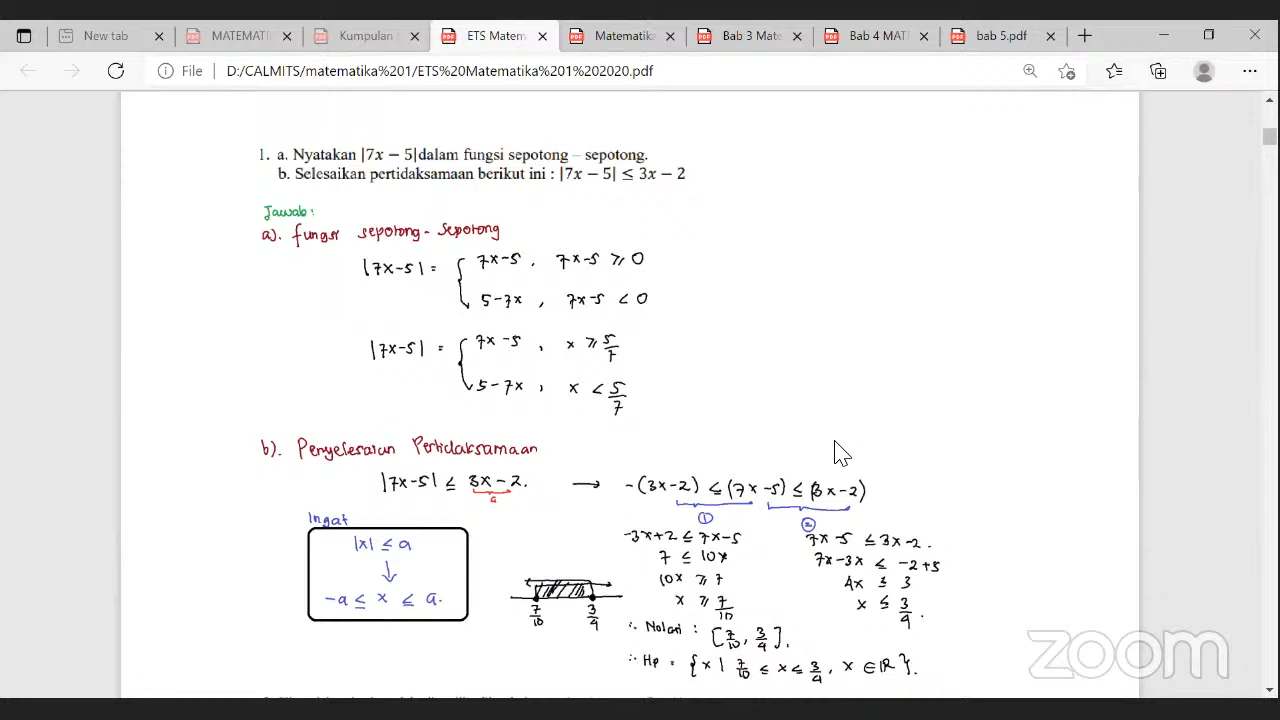 New tab
MATEMATI
Kumpulan
ETS Matem
Matematika
Bab 3 Mate
Bab 4 MATI
bab 5.pdf
File D:/CALMITS/matematika%201/ETS%20Matematika%201%202020.pdf
1. a. Nyatakan |7x − 5|dalam fungsi sepotong – sepotong.
b. Selesaikan pertidaksamaan berikut ini : |7x − 5| ≤ 3x − 2
Jawab:
a). fungsi sepotong-sepotong
|7x-5| = { 7x-5 , 7x-5 ≥ 0
5-7x , 7x-5 < 0
|7x-5| = { 7x-5 , x ≥ 5/7
5-7x , x < 5/7
b). Penyelesaian Pertidaksamaan
|7x-5| ≤ 3x-2. → -(3x-2) ≤ (7x-5) ≤ (3x-2)
a
① ②
Ingat
|x| ≤ a
↓
-a ≤ x ≤ a.
-3x+2 ≤ 7x-5
7 ≤ 10x
10x ≥ 7
x ≥ 7/10
7x-5 ≤ 3x-2.
7x-3x ≤ -2+5
4x ≤ 3
x ≤ 3/4.
7/10 3/4
∴ Notasi : [7/10, 3/4].
∴ Hp = {x | 7/10 ≤ x ≤ 3/4, x ∈ R}.
zoom